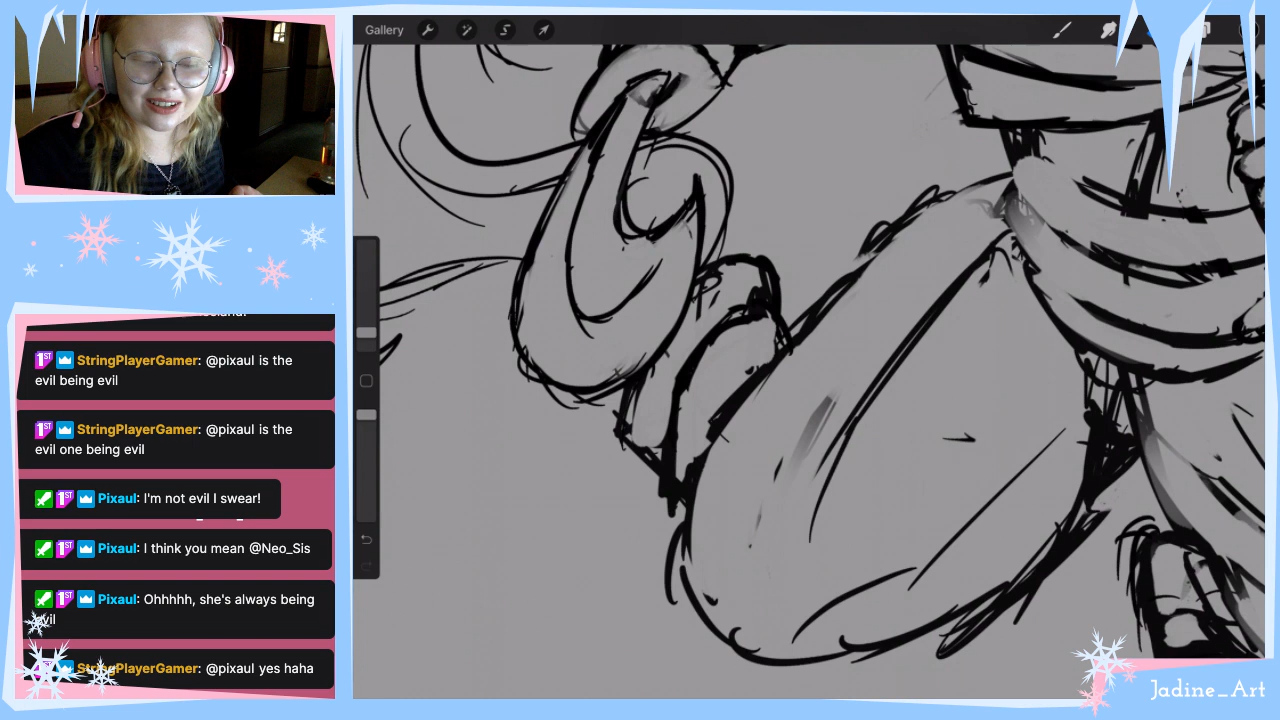 Gallery
StringPlayerGamer: @pixaul is the
evil being evil
StringPlayerGamer: @pixaul is the
evil one being evil
Pixaul: I'm not evil I swear!
Pixaul: I think you mean @Neo_Sis
Pixaul: Ohhhhh, she's always being
evil
StringPlayerGamer: @pixaul yes haha
Jadine_Art